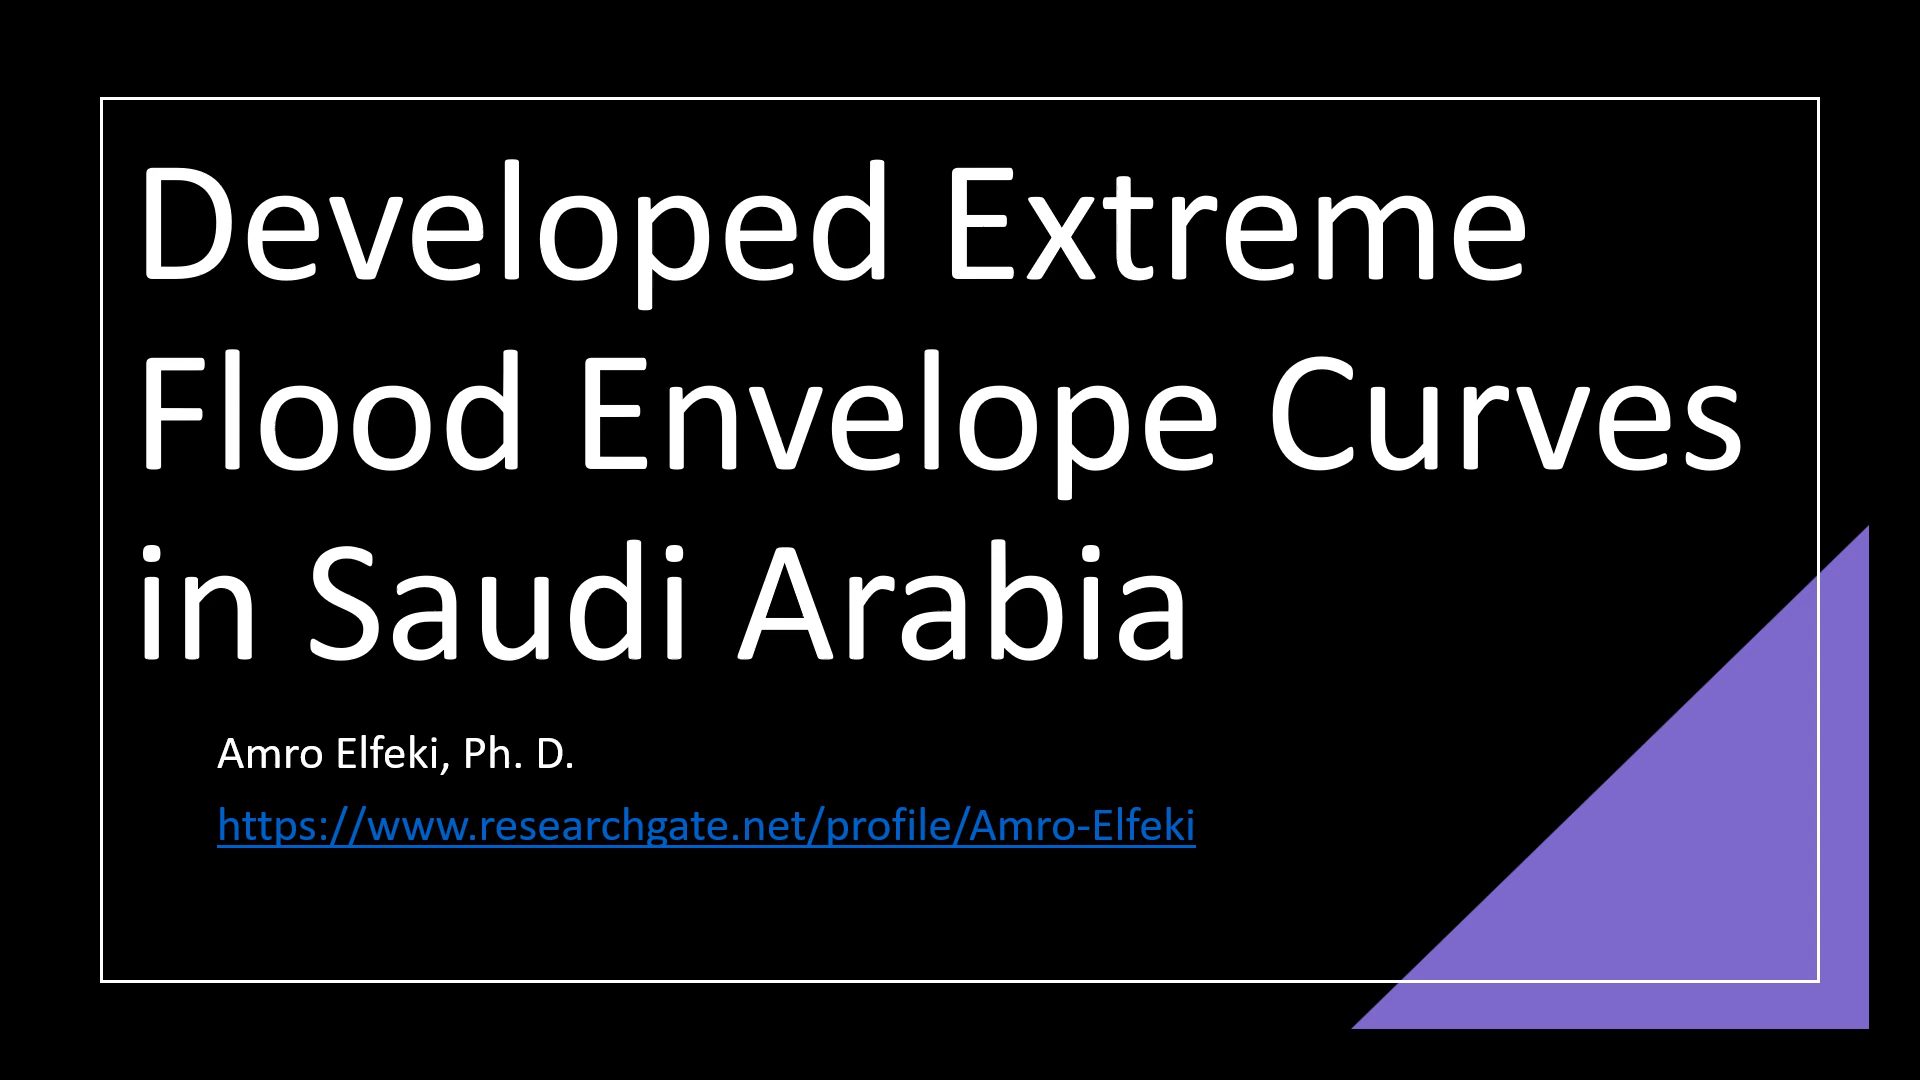 Developed Extreme
Flood Envelope Curves
in Saudi Arabia
Amro Elfeki, Ph. D.
https://www.researchgate.net/profile/Amro-Elfeki